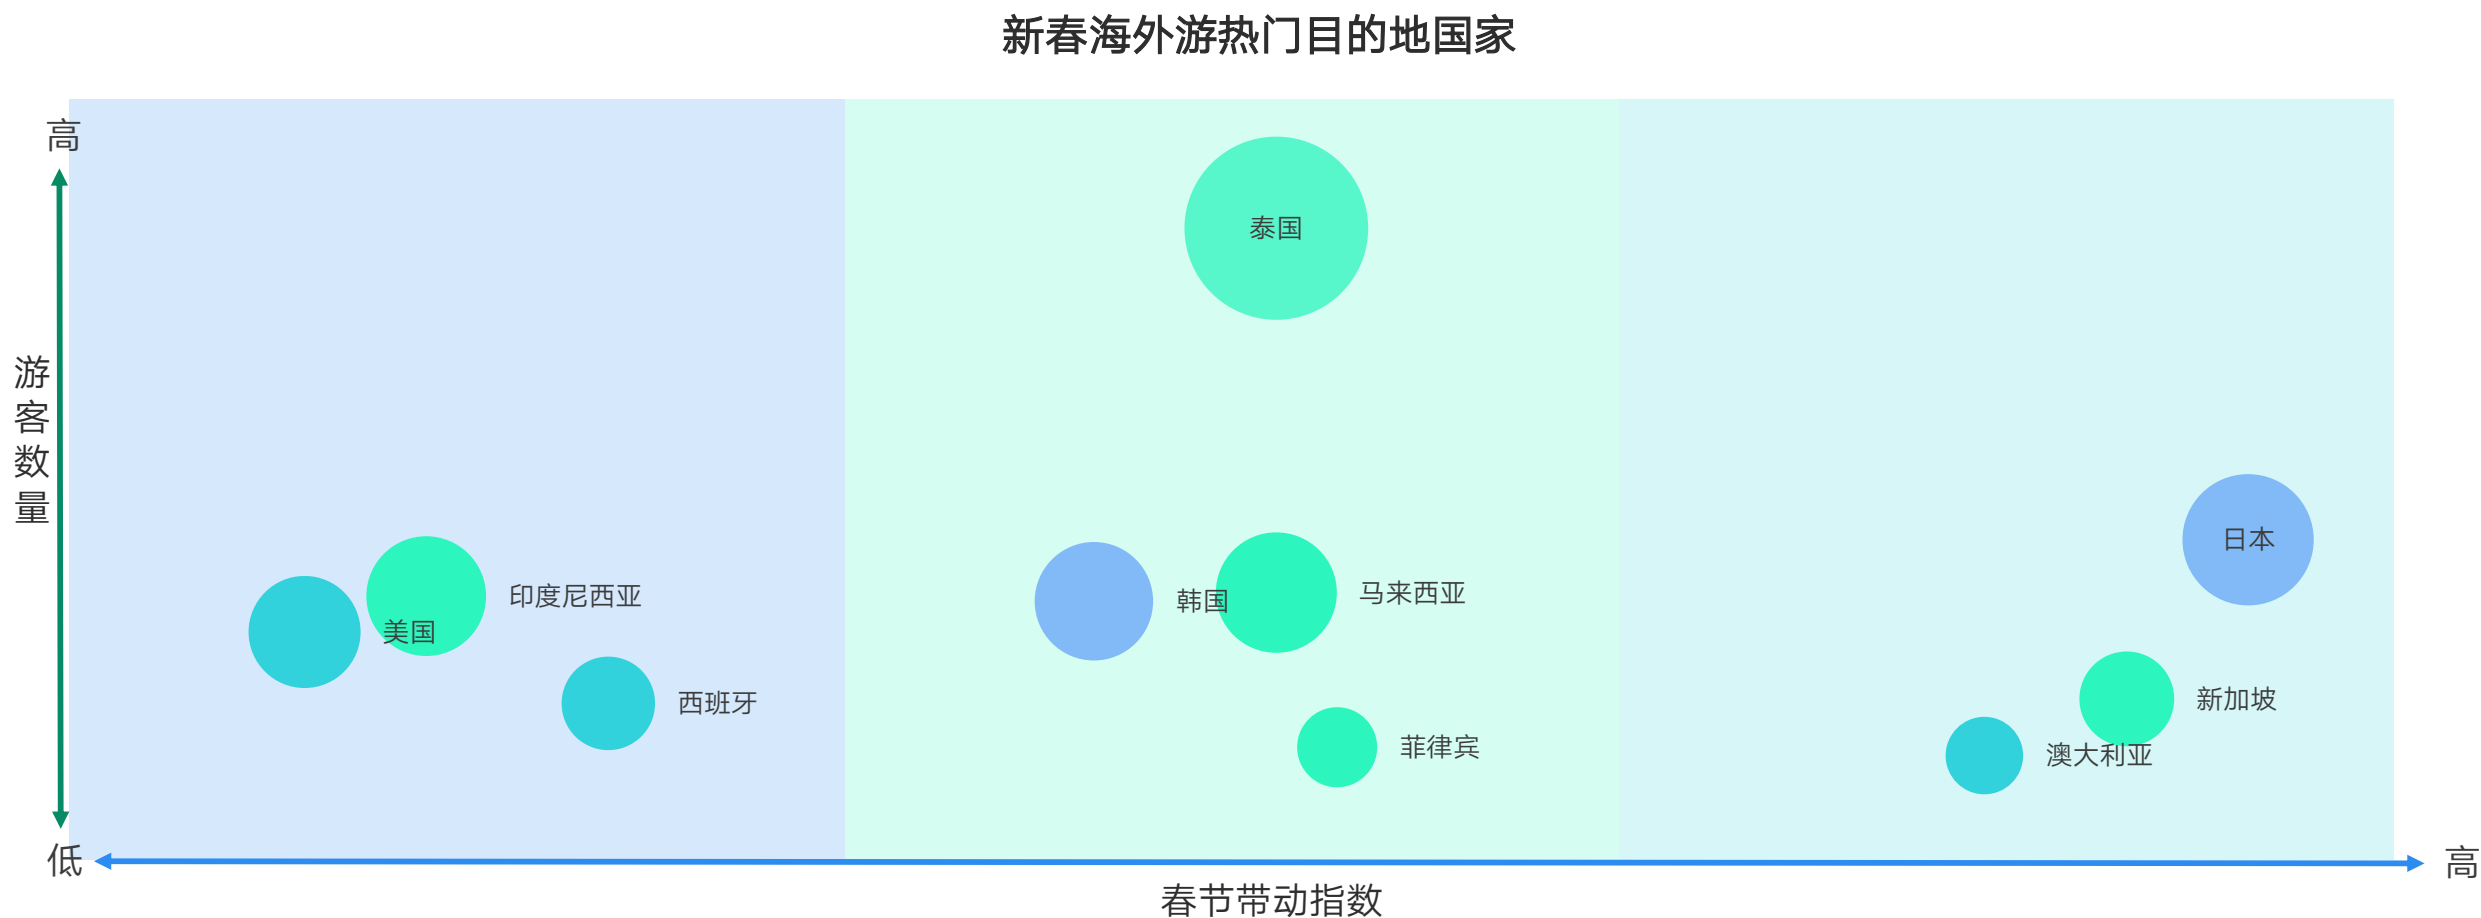 新春海外游热门目的地国家
高
泰国
游客数量
日本
印度尼西亚
马来西亚
韩国
美国
西班牙
新加坡
菲律宾
澳大利亚
低
高
春节带动指数